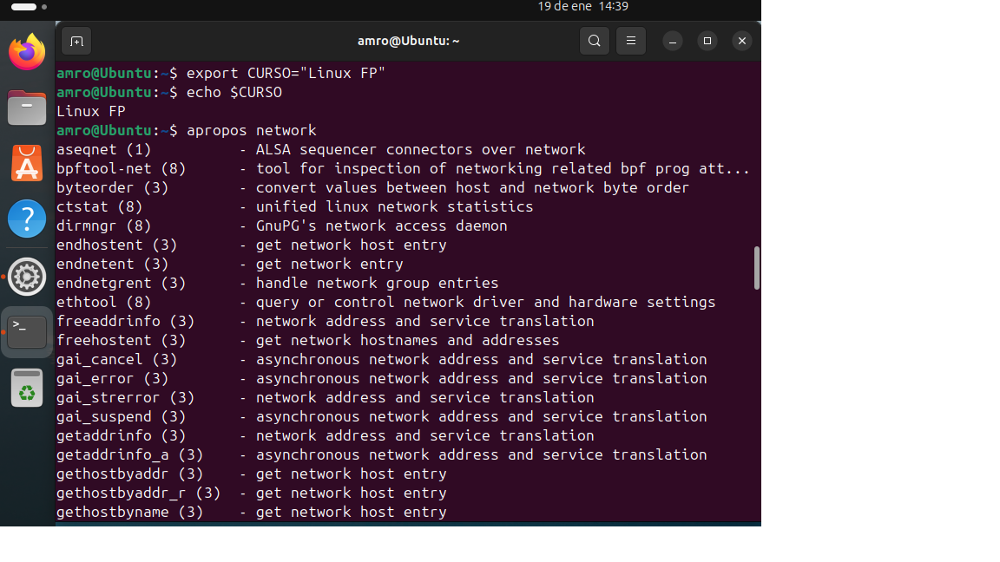 19 de ene 14:39
amro@Ubuntu: ~
amro@Ubuntu:~$ export CURSO="Linux FP"
amro@Ubuntu:~$ echo $CURSO
Linux FP
amro@Ubuntu:~$ apropos network
aseqnet (1)          - ALSA sequencer connectors over network
bpftool-net (8)      - tool for inspection of networking related bpf prog att...
byteorder (3)        - convert values between host and network byte order
ctstat (8)           - unified linux network statistics
dirmngr (8)          - GnuPG's network access daemon
endhostent (3)       - get network host entry
endnetent (3)        - get network entry
endnetgrent (3)      - handle network group entries
ethtool (8)          - query or control network driver and hardware settings
freeaddrinfo (3)     - network address and service translation
freehostent (3)      - get network hostnames and addresses
gai_cancel (3)       - asynchronous network address and service translation
gai_error (3)        - asynchronous network address and service translation
gai_strerror (3)     - network address and service translation
gai_suspend (3)      - asynchronous network address and service translation
getaddrinfo (3)      - network address and service translation
getaddrinfo_a (3)    - asynchronous network address and service translation
gethostbyaddr (3)    - get network host entry
gethostbyaddr_r (3)  - get network host entry
gethostbyname (3)    - get network host entry